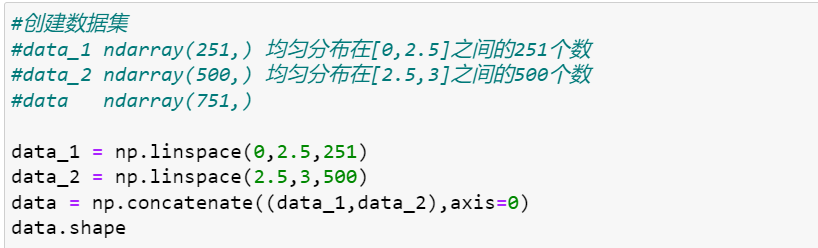 #创建数据集
#data_1 ndarray(251,) 均匀分布在[0,2.5]之间的251个数
#data_2 ndarray(500,) 均匀分布在[2.5,3]之间的500个数
#data   ndarray(751,)

data_1 = np.linspace(0,2.5,251)
data_2 = np.linspace(2.5,3,500)
data = np.concatenate((data_1,data_2),axis=0)
data.shape